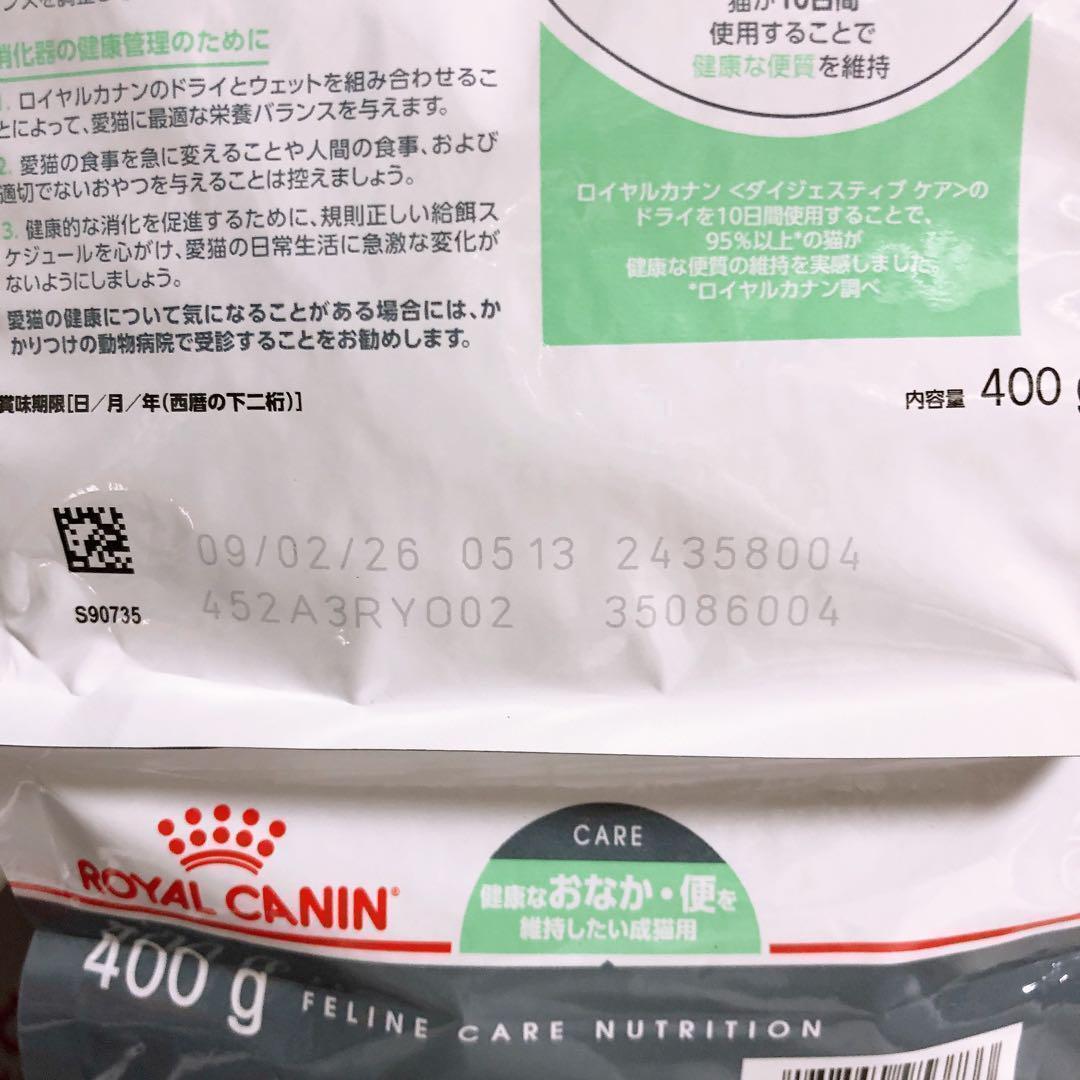 消化器の健康管理のために
1. ロイヤルカナンのドライとウェットを組み合わせるこ
とによって、愛猫に最適な栄養バランスを与えます。
2. 愛猫の食事を急に変えることや人間の食事、および
適切でないおやつを与えることは控えましょう。
3. 健康的な消化を促進するために、規則正しい給餌ス
ケジュールを心がけ、愛猫の日常生活に急激な変化が
ないようにしましょう。
愛猫の健康について気になることがある場合には、か
かりつけの動物病院で受診することをお勧めします。
賞味期限[日／月／年(西暦の下二桁)]
猫が10日間
使用することで
健康な便質を維持
ロイヤルカナン <ダイジェスティブ ケア>の
ドライを10日間使用することで、
95%以上*の猫が
健康な便質の維持を実感しました。
*ロイヤルカナン調べ
内容量 400 g
09/02/26 0513 24358004
452A3RY002 35086004
S90735
ROYAL CANIN®
CARE
健康なおなか・便を
維持したい成猫用
400 g
FELINE CARE NUTRITION